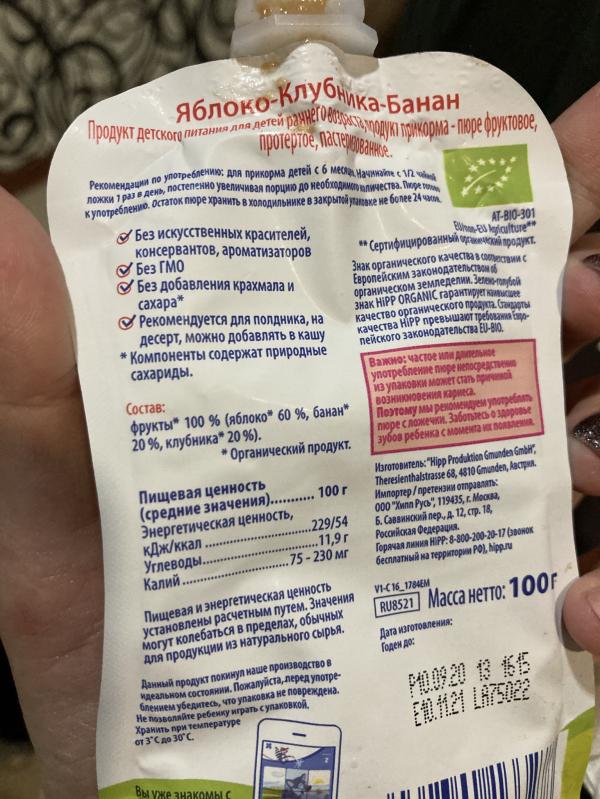 Яблоко-Клубника-Банан
Продукт детского питания для детей раннего возраста, продукт прикорма - пюре фруктовое,
протёртое, пастеризованное.
Рекомендации по употреблению: для прикорма детей с 6 месяцев. Начинайте с 1/2 чайной
ложки 1 раз в день, постепенно увеличивая порцию до необходимого количества. Пюре готово
к употреблению. Остаток пюре хранить в холодильнике в закрытой упаковке не более 24 часов.
Без искусственных красителей,
консервантов, ароматизаторов
Без ГМО
Без добавления крахмала и
сахара*
Рекомендуется для полдника, на
десерт, можно добавлять в кашу
* Компоненты содержат природные
сахариды.
Состав:
фрукты* 100 % (яблоко* 60 %, банан*
20 %, клубника* 20 %).
* Органический продукт.
Пищевая ценность
(средние значения)........... 100 г
Энергетическая ценность,
кДж/ккал ..........................229/54
Углеводы...........................11,9 г
Калий ......................75 - 230 мг
Пищевая и энергетическая ценность
установлены расчетным путем. Значения
могут колебаться в пределах, обычных
для продукции из натурального сырья.
Данный продукт покинул наше производство в
идеальном состоянии. Пожалуйста, перед употре-
блением убедитесь, что упаковка не повреждена.
Не позволяйте ребенку играть с упаковкой.
Хранить при температуре
от 3°С до 30°С.
Вы уже знакомы с
AT-BIO-301
EU/non-EU Agriculture**
** Сертифицированный органический продукт.
Знак органического качества в соответствии с
Европейским законодательством об
органическом земледелии. Зелено-голубой
знак HiPP ORGANIC гарантирует наивысшее
качество органического продукта. Стандарты
качества HiPP превышают требования Евро-
пейского законодательства EU-BIO.
Важно: частое или длительное
употребление пюре непосредственно
из упаковки может стать причиной
возникновения кариеса.
Поэтому мы рекомендуем употреблять
пюре с ложечки. Заботьтесь о здоровье
зубов ребенка с момента их появления.
Изготовитель: "Hipp Produktion Gmunden GmbH",
Theresienthalstrasse 68, 4810 Gmunden, Австрия.
Импортер / претензии отправлять:
ООО "Хипп Русь", 119435, г. Москва,
Б. Саввинский пер., д. 12, стр. 18,
Российская Федерация.
Горячая линия HiPP: 8-800-200-20-17 (звонок
бесплатный на территории РФ), hipp.ru
V1-C 16_1784EM
RU8521 Масса нетто: 100г
Дата изготовления:
Годен до:
P10.09.20 13 16:15
E10.11.21 LA75022